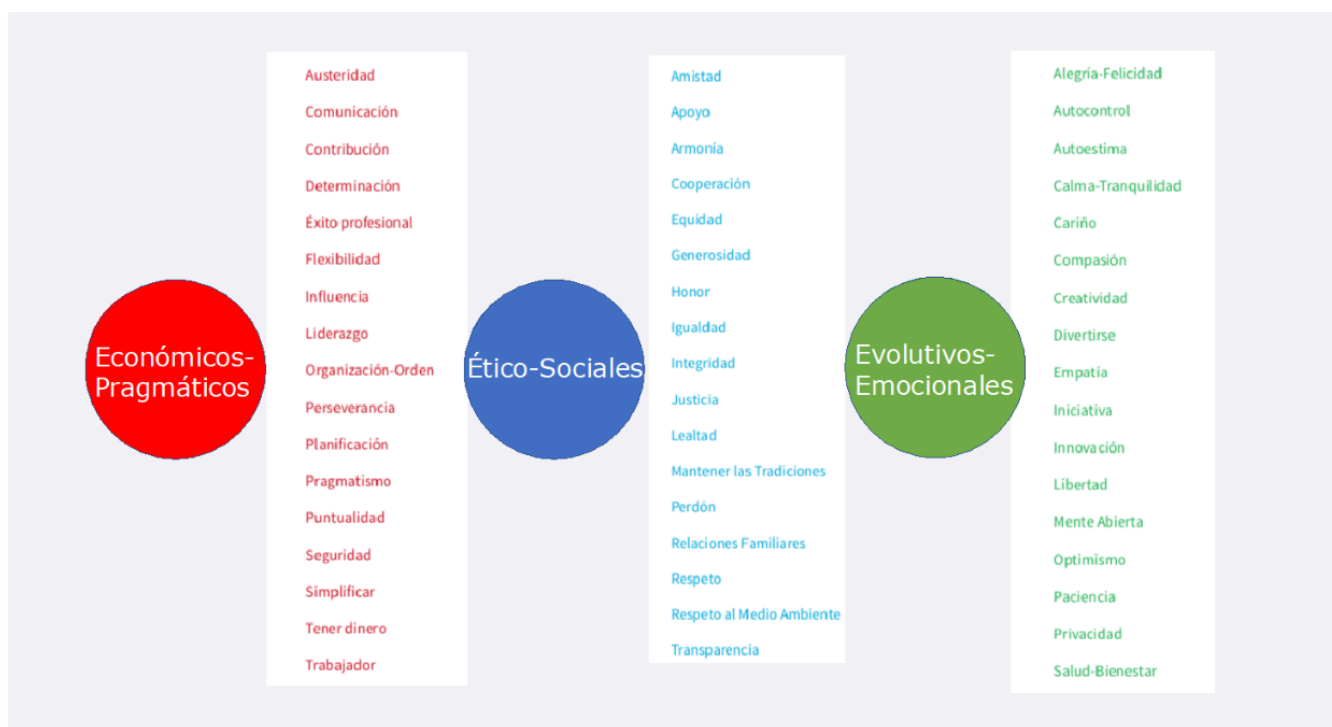 Económicos-
Pragmáticos
Austeridad
Comunicación
Contribución
Determinación
Éxito profesional
Flexibilidad
Influencia
Liderazgo
Organización-Orden
Perseverancia
Planificación
Pragmatismo
Puntualidad
Seguridad
Simplificar
Tener dinero
Trabajador
Ético-Sociales
Amistad
Apoyo
Armonía
Cooperación
Equidad
Generosidad
Honor
Igualdad
Integridad
Justicia
Lealtad
Mantener las Tradiciones
Perdón
Relaciones Familiares
Respeto
Respeto al Medio Ambiente
Transparencia
Evolutivos-
Emocionales
Alegría-Felicidad
Autocontrol
Autoestima
Calma-Tranquilidad
Cariño
Compasión
Creatividad
Divertirse
Empatía
Iniciativa
Innovación
Libertad
Mente Abierta
Optimismo
Paciencia
Privacidad
Salud-Bienestar